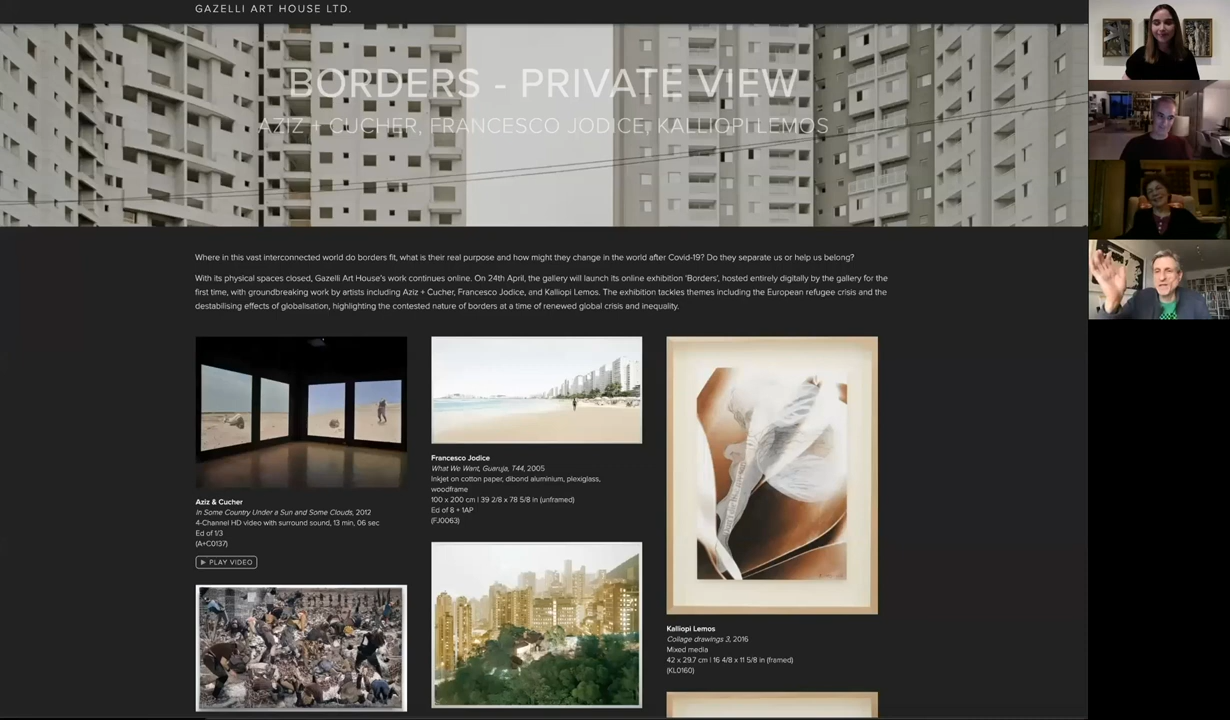 GAZELLI ART HOUSE LTD.
BORDERS - PRIVATE VIEW
AZIZ + CUCHER, FRANCESCO JODICE, KALLIOPI LEMOS
Where in this vast interconnected world do borders fit, what is their real purpose and how might they change in the world after Covid-19? Do they separate us or help us belong?
With its physical spaces closed, Gazelli Art House's work continues online. On 24th April, the gallery will launch its online exhibition 'Borders', hosted entirely digitally by the gallery for the
first time, with groundbreaking work by artists including Aziz + Cucher, Francesco Jodice, and Kalliopi Lemos. The exhibition tackles themes including the European refugee crisis and the
destabilising effects of globalisation, highlighting the contested nature of borders at a time of renewed global crisis and inequality.
Aziz & Cucher
In Some Country Under a Sun and Some Clouds, 2012
4-Channel HD video with surround sound, 13 min, 06 sec
Ed of 1/3
(A+C0137)
PLAY VIDEO
Francesco Jodice
What We Want, Guaruja, T44, 2005
Inkjet on cotton paper, dibond aluminium, plexiglass,
woodframe
100 x 200 cm | 39 2/8 x 78 5/8 in (unframed)
Ed of 8 + 1AP
(FJ0063)
Kalliopi Lemos
Collage drawings 3, 2016
Mixed media
42 x 29.7 cm | 16 4/8 x 11 5/8 in (framed)
(KL0160)